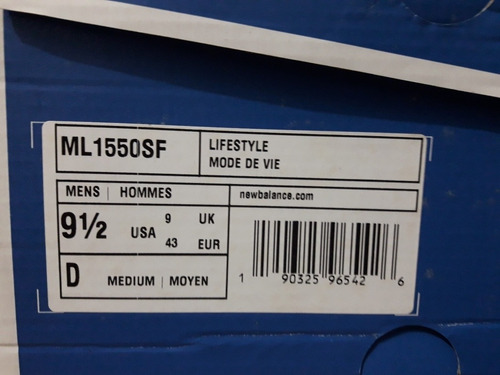 ML1550SF
LIFESTYLE
MODE DE VIE
MENS | HOMMES
newbalance.com
9½ USA 9 UK
43 EUR
D MEDIUM | MOYEN
1 90325 96542 6